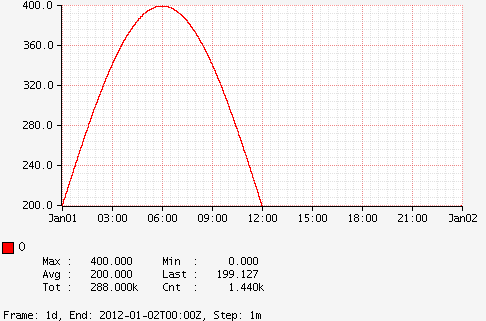 400.0
360.0
320.0
280.0
240.0
200.0
Jan01 03:00 06:00 09:00 12:00 15:00 18:00 21:00 Jan02
0
Max : 400.000 Min : 0.000
Avg : 200.000 Last : 199.127
Tot : 288.000k Cnt : 1.440k
Frame: 1d, End: 2012-01-02T00:00Z, Step: 1m